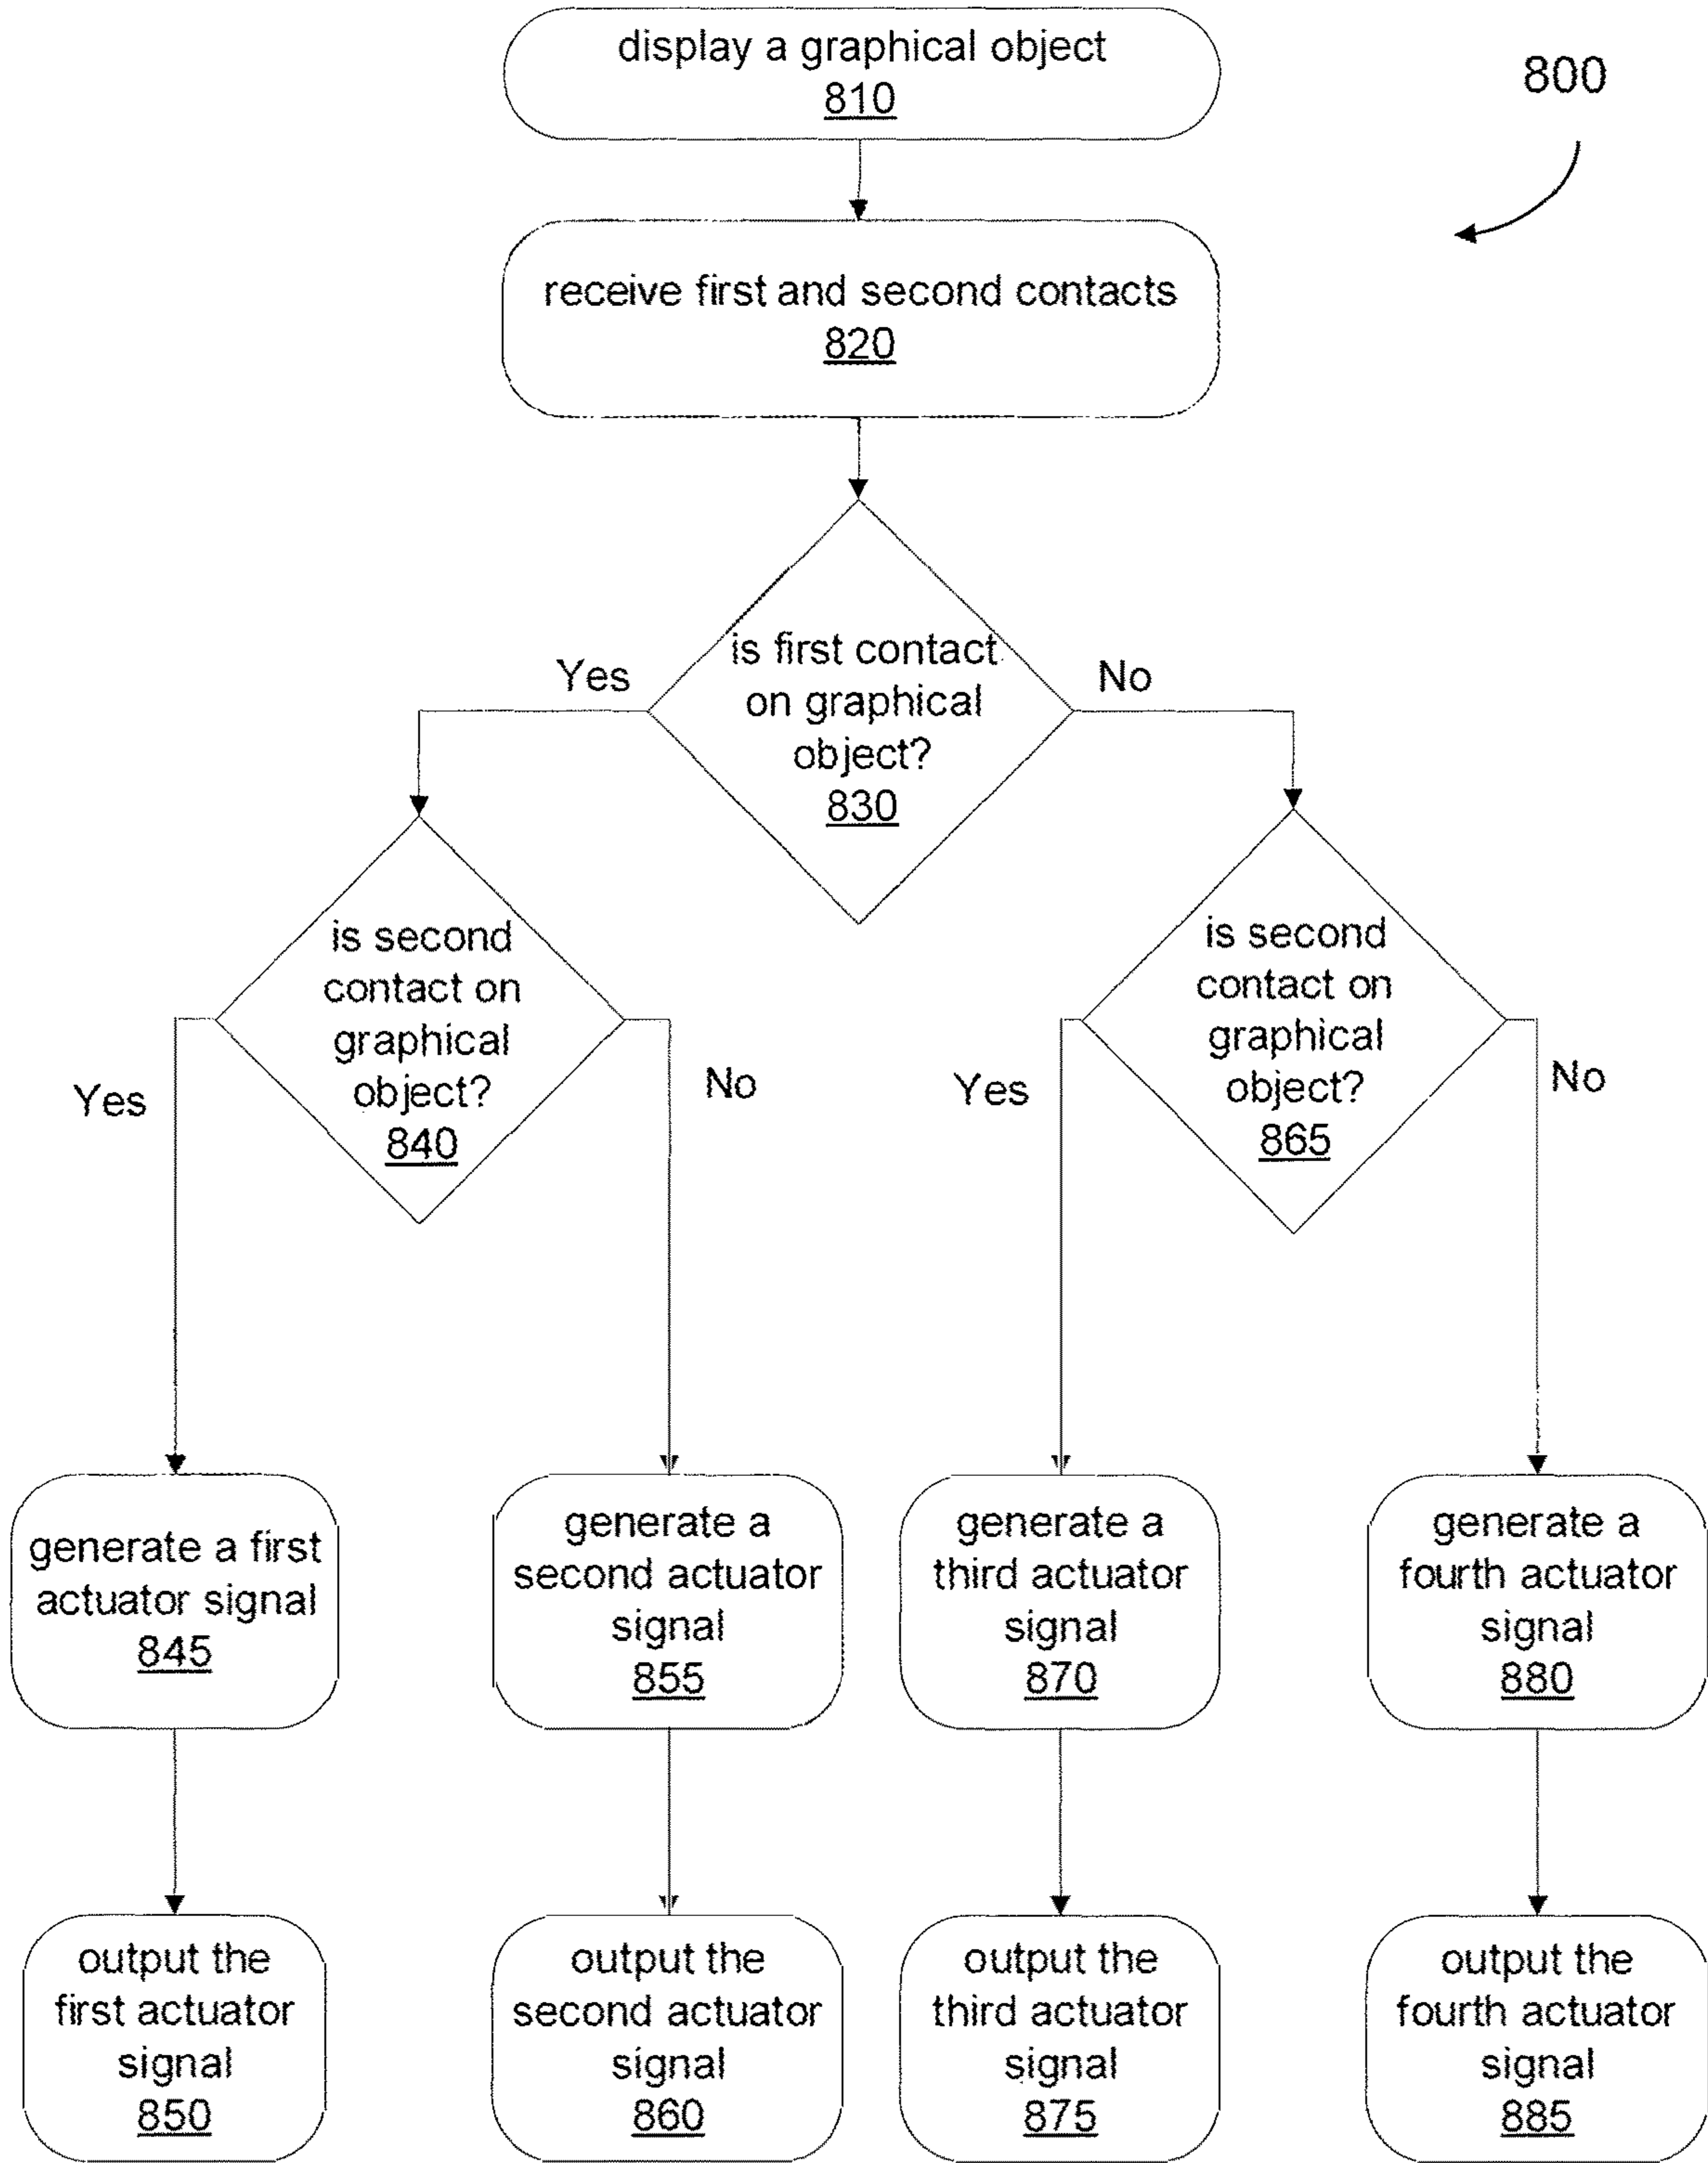 display a graphical object
810
800
receive first and second contacts
820
is first contact
on graphical
object?
830
Yes
No
is second
contact on
graphical
object?
840
Yes
No
is second
contact on
graphical
object?
865
Yes
No
generate a first
actuator signal
845
generate a
second actuator
signal
855
generate a
third actuator
signal
870
generate a
fourth actuator
signal
880
output the
first actuator
signal
850
output the
second actuator
signal
860
output the
third actuator
signal
875
output the
fourth actuator
signal
885